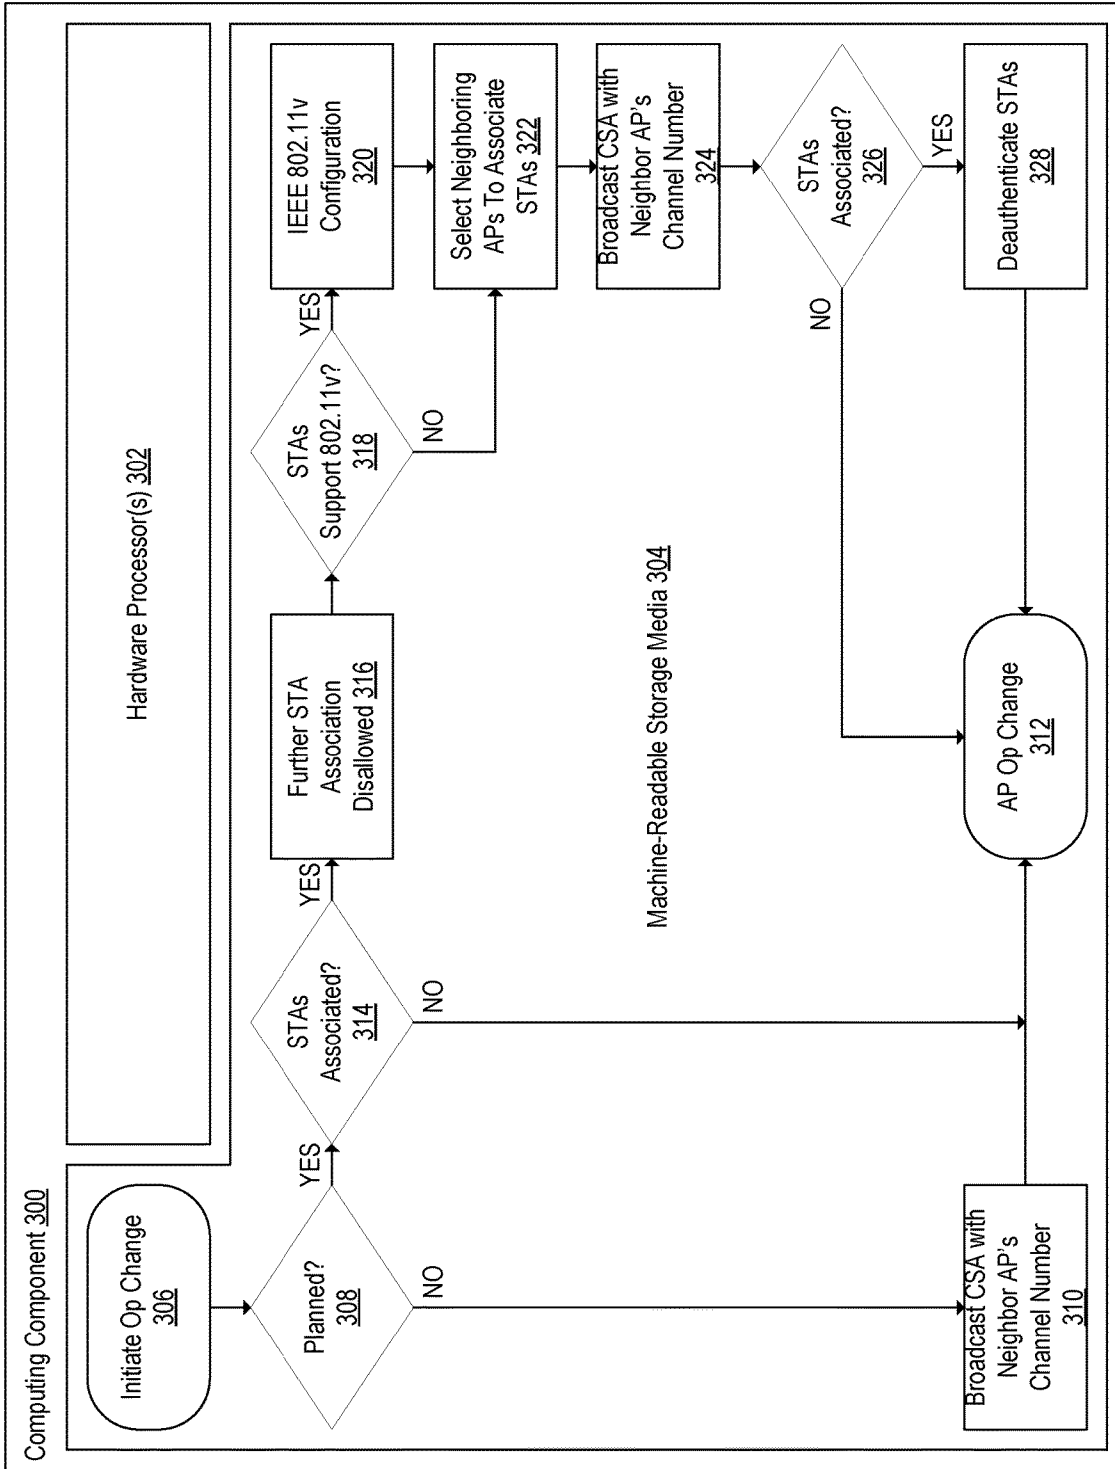 Computing Component 300
Hardware Processor(s) 302
Initiate Op Change
306
Planned?
308
YES
NO
Broadcast CSA with
Neighbor AP's
Channel Number
310
STAs
Associated?
314
YES
NO
Further STA
Association
Disallowed 316
STAs
Support 802.11v?
318
YES
NO
IEEE 802.11v
Configuration
320
Select Neighboring
APs To Associate
STAs 322
Broadcast CSA with
Neighbor AP's
Channel Number
324
STAs
Associated?
326
YES
NO
Deauthenticate STAs
328
AP Op Change
312
Machine-Readable Storage Media 304